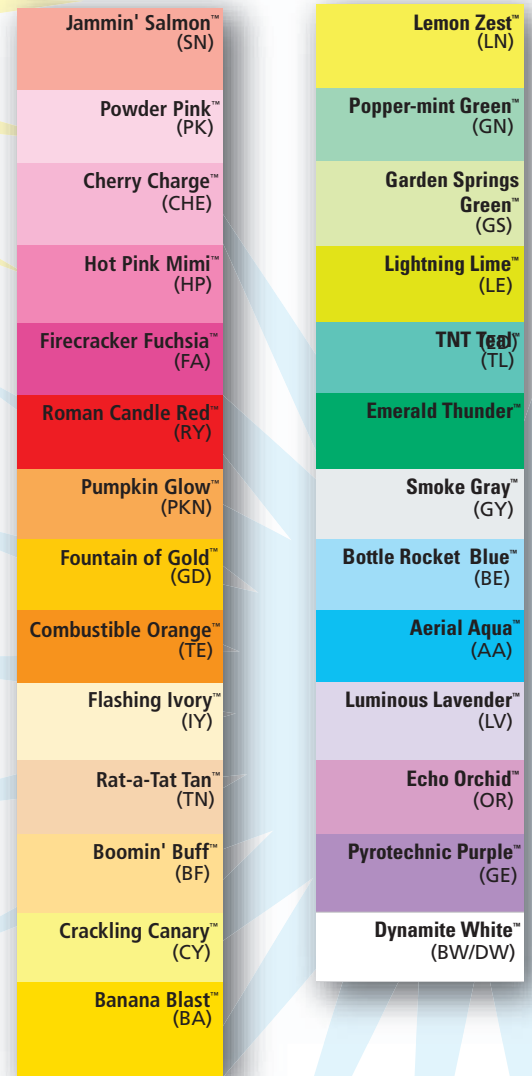 Jammin' Salmon™
(SN)
Powder Pink™
(PK)
Cherry Charge™
(CHE)
Hot Pink Mimi™
(HP)
Firecracker Fuchsia™
(FA)
Roman Candle Red™
(RY)
Pumpkin Glow™
(PKN)
Fountain of Gold™
(GD)
Combustible Orange™
(TE)
Flashing Ivory™
(IY)
Rat-a-Tat Tan™
(TN)
Boomin' Buff™
(BF)
Crackling Canary™
(CY)
Banana Blast™
(BA)
Lemon Zest™
(LN)
Popper-mint Green™
(GN)
Garden Springs
Green™
(GS)
Lightning Lime™
(LE)
TNT Teal™
(TL)
Emerald Thunder™
Smoke Gray™
(GY)
Bottle Rocket Blue™
(BE)
Aerial Aqua™
(AA)
Luminous Lavender™
(LV)
Echo Orchid™
(OR)
Pyrotechnic Purple™
(GE)
Dynamite White™
(BW/DW)